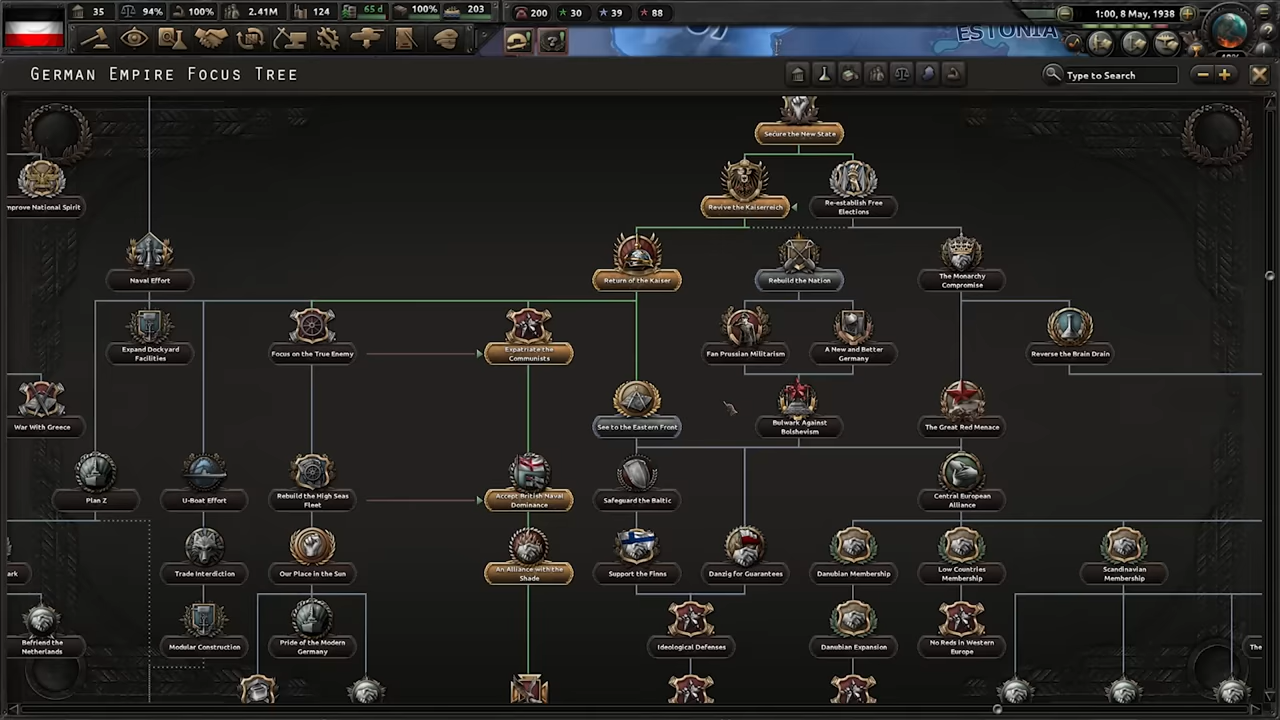 35 94% 100% 2.41M 124 65 d 100% 203 200 30 39 88 1:00, 8 May, 1938
ESTONIA
German Empire Focus Tree
Type to Search
Secure the New State
Improve National Spirit
Revive the Kaiserreich
Re-establish Free
Elections
Naval Effort
Return of the Kaiser
Rebuild the Nation
The Monarchy
Compromise
Expand Dockyard
Facilities
Focus on the True Enemy
Expatriate the
Communists
Fan Prussian Militarism
A New and Better
Germany
Reverse the Brain Drain
War With Greece
See to the Eastern Front
Bulwark Against
Bolshevism
The Great Red Menace
Plan Z
U-Boat Effort
Rebuild the High Seas
Fleet
Accept British Naval
Dominance
Safeguard the Baltic
Central European
Alliance
ark
Trade Interdiction
Our Place in the Sun
An Alliance with the
Shade
Support the Finns
Danzig for Guarantees
Danubian Membership
Low Countries
Membership
Scandinavian
Membership
Befriend the
Netherlands
Modular Construction
Pride of the Modern
Germany
Ideological Defenses
Danubian Expansion
No Reds in Western
Europe
The